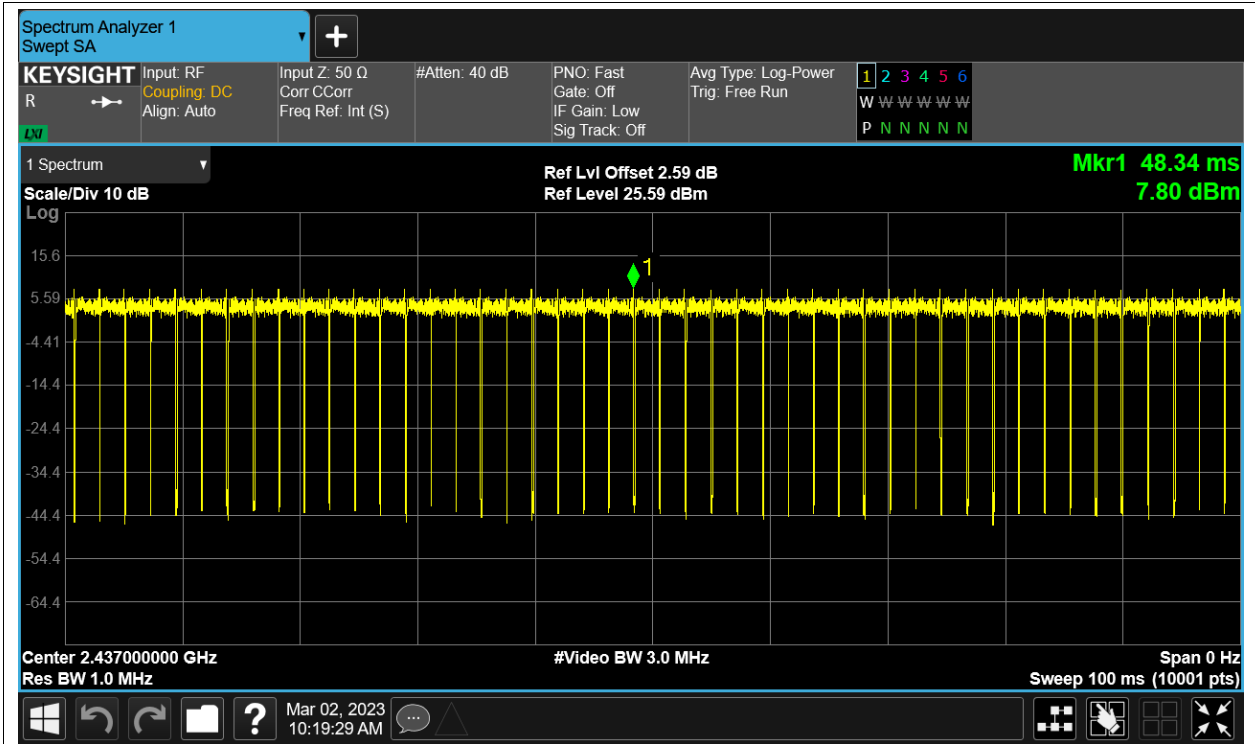 Spectrum Analyzer 1
Swept SA
KEYSIGHT
R
LXI
Input: RF
Coupling: DC
Align: Auto
Input Z: 50 Ω
Corr CCorr
Freq Ref: Int (S)
#Atten: 40 dB
PNO: Fast
Gate: Off
IF Gain: Low
Sig Track: Off
Avg Type: Log-Power
Trig: Free Run
1 2 3 4 5 6
W W W W W W
P N N N N N
1 Spectrum
Scale/Div 10 dB
Ref Lvl Offset 2.59 dB
Ref Level 25.59 dBm
Mkr1 48.34 ms
7.80 dBm
Log
15.6
5.59
-4.41
-14.4
-24.4
-34.4
-44.4
-54.4
-64.4
1
Center 2.437000000 GHz
Res BW 1.0 MHz
#Video BW 3.0 MHz
Span 0 Hz
Sweep 100 ms (10001 pts)
?
Mar 02, 2023
10:19:29 AM